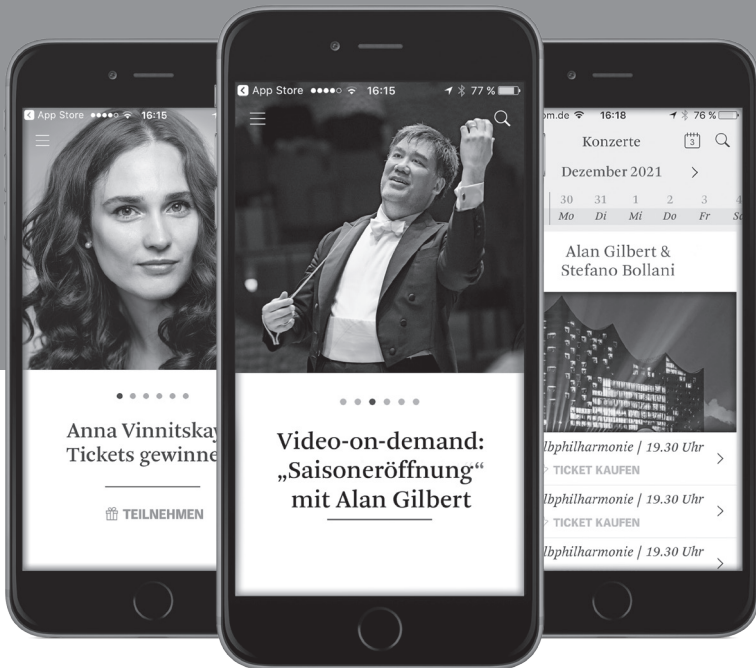 App Store 16:15
Anna Vinnitskay
Tickets gewinne
TEILNEHMEN
App Store 16:15 77 %
Video-on-demand:
„Saisoneröffnung“
mit Alan Gilbert
om.de 16:18 76 %
Konzerte 3
Dezember 2021
30 31 1 2 3 4
Mo Di Mi Do Fr
Alan Gilbert &
Stefano Bollani
lbphilharmonie | 19.30 Uhr
TICKET KAUFEN
lbphilharmonie | 19.30 Uhr
TICKET KAUFEN
lbphilharmonie | 19.30 Uhr